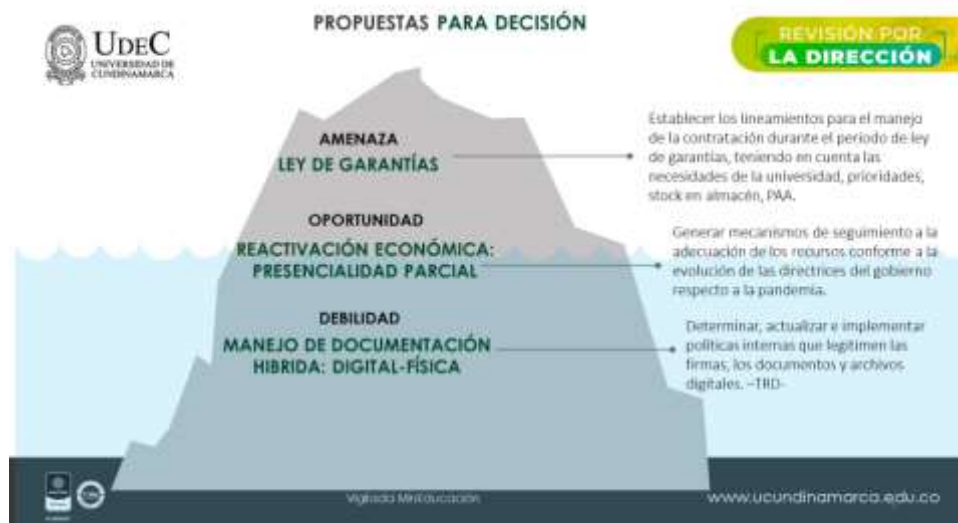 PROPUESTAS PARA DECISIÓN
UDEC
UNIVERSIDAD DE
CUNDINAMARCA
REVISIÓN POR
LA DIRECCIÓN
AMENAZA
LEY DE GARANTÍAS
Establecer los lineamientos para el manejo
de la contratación durante el periodo de ley
de garantías, teniendo en cuenta las
necesidades de la universidad, prioridades,
stock en almacén, PAA.
OPORTUNIDAD
REACTIVACIÓN ECONÓMICA:
PRESENCIALIDAD PARCIAL
Generar mecanismos de seguimiento a la
adecuación de los recursos conforme a la
evolución de las directrices del gobierno
respecto a la pandemia.
DEBILIDAD
MANEJO DE DOCUMENTACIÓN
HIBRIDA: DIGITAL-FÍSICA
Determinar, actualizar e implementar
políticas internas que legitimen las
firmas, los documentos y archivos
digitales. –TRD-
Vigilada MinEducación
www.ucundinamarca.edu.co